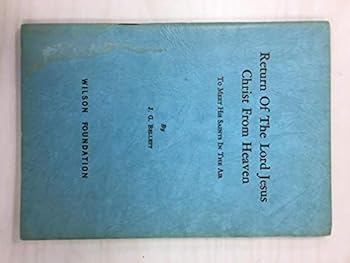 Return Of The Lord Jesus
Christ From Heaven
To Meet His Saints In The Air
By
J. G. Bellett
WILSON FOUNDATION